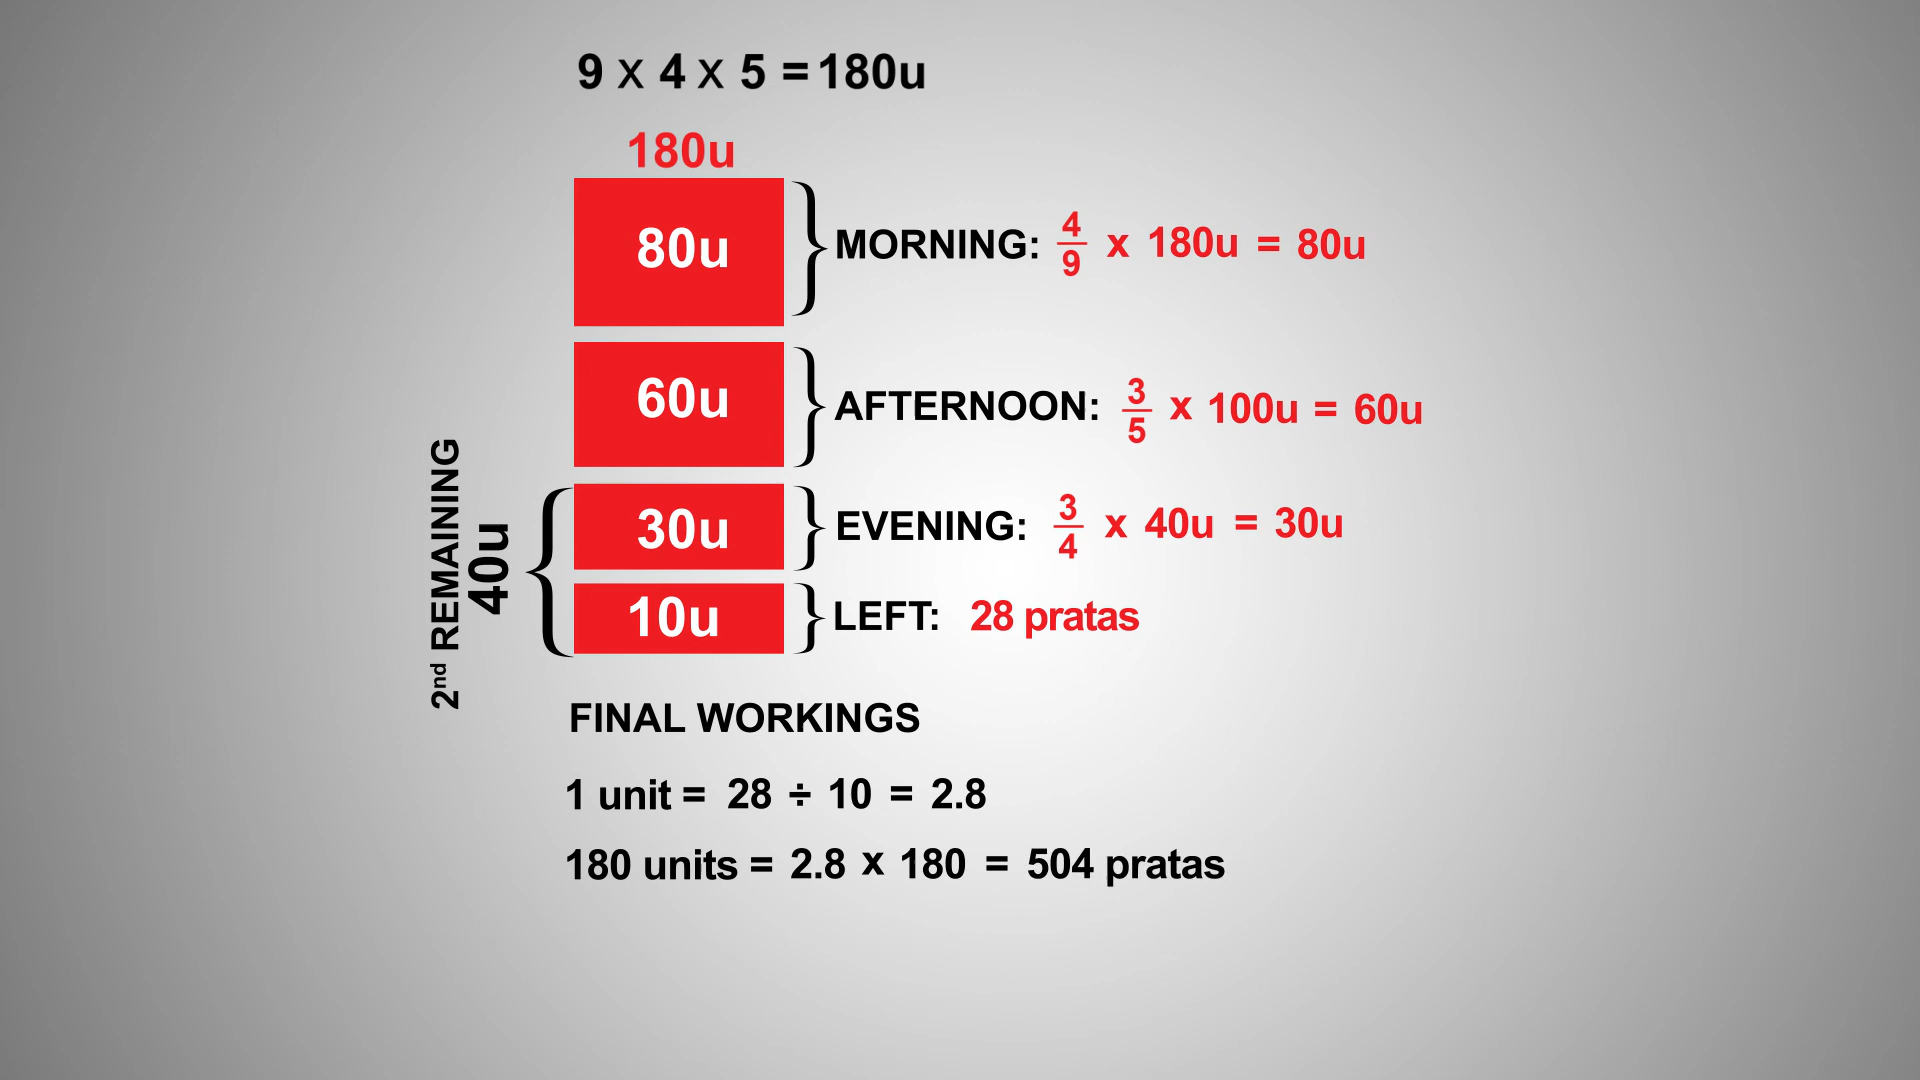 9 x 4 x 5 = 180u
180u
80u
MORNING: 4/9 x 180u = 80u
60u
AFTERNOON: 3/5 x 100u = 60u
2nd REMAINING
40u
30u
EVENING: 3/4 x 40u = 30u
10u
LEFT: 28 pratas
FINAL WORKINGS
1 unit = 28 ÷ 10 = 2.8
180 units = 2.8 x 180 = 504 pratas